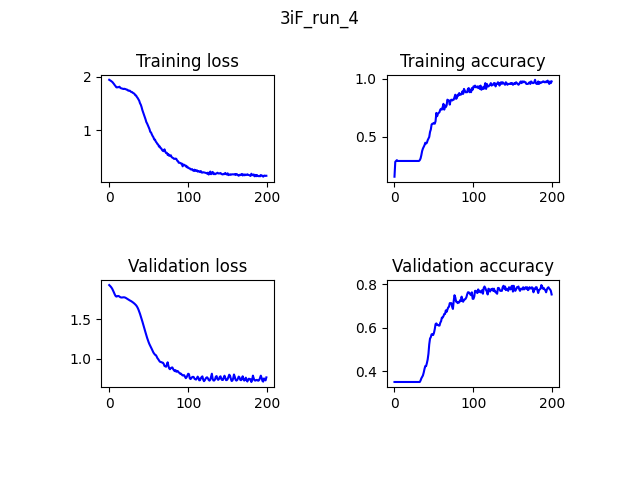 3iF_run_4
Training loss
Training accuracy
2
1
0 100 200
1.0
0.5
0 100 200
Validation loss
Validation accuracy
1.5
1.0
0 100 200
0.8
0.6
0.4
0 100 200